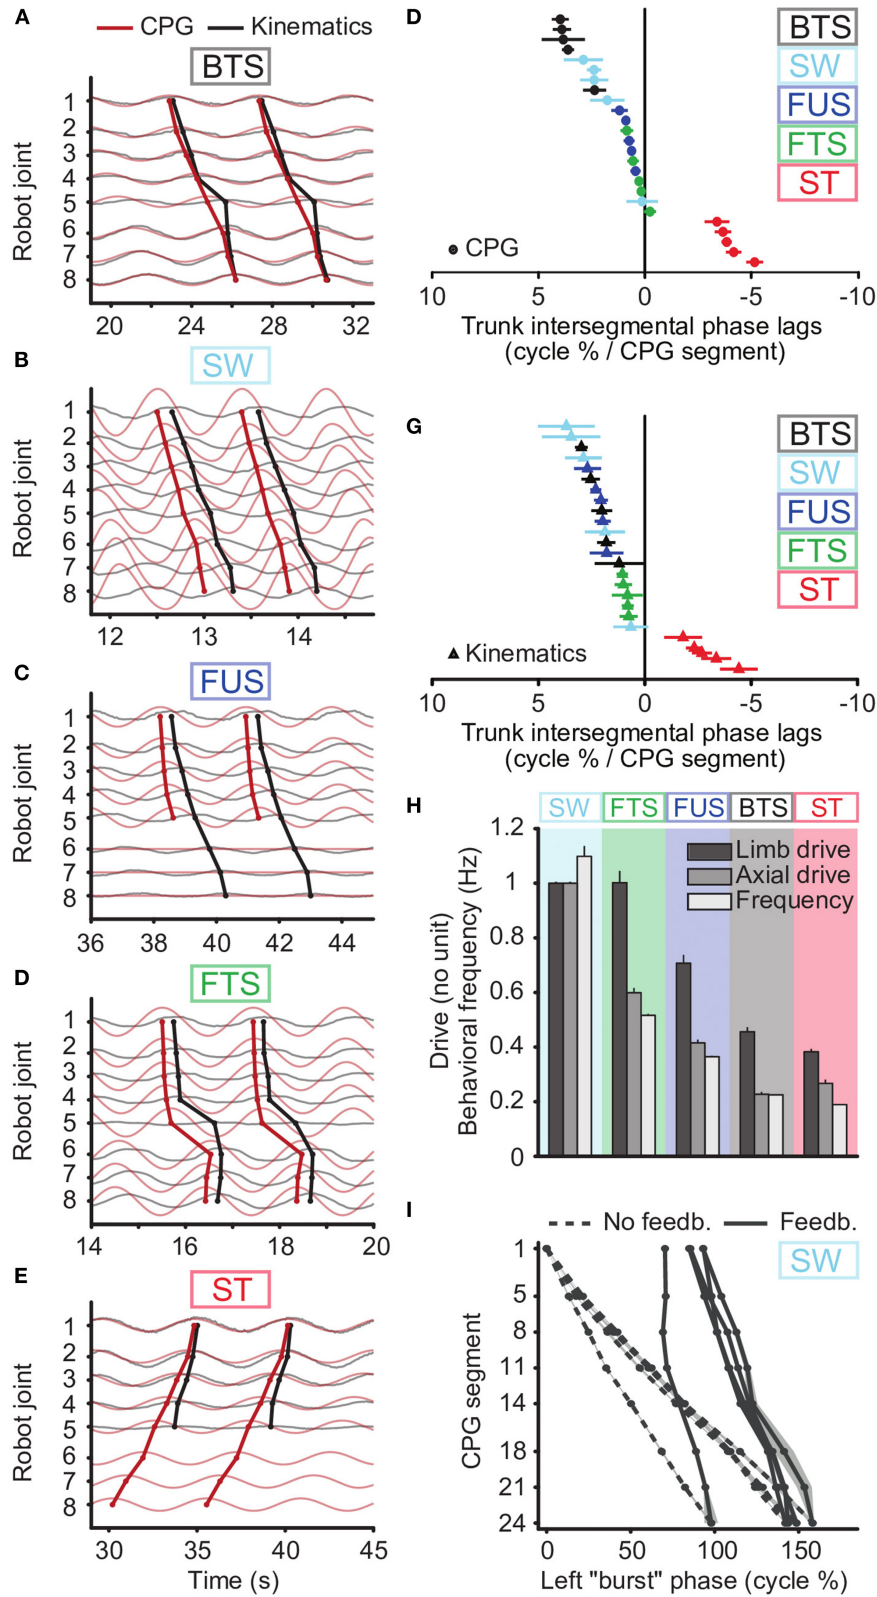 A
CPG Kinematics
BTS
Robot joint
1
2
3
4
5
6
7
8
20 24 28 32
B
SW
Robot joint
1
2
3
4
5
6
7
8
12 13 14
C
FUS
Robot joint
1
2
3
4
5
6
7
8
36 38 40 42 44
D
FTS
Robot joint
1
2
3
4
5
6
7
8
14 16 18 20
E
ST
Robot joint
1
2
3
4
5
6
7
8
30 35 40 45
Time (s)
D
BTS
SW
FUS
FTS
ST
CPG
10 5 0 -5 -10
Trunk intersegmental phase lags
(cycle % / CPG segment)
G
BTS
SW
FUS
FTS
ST
Kinematics
10 5 0 -5 -10
Trunk intersegmental phase lags
(cycle % / CPG segment)
H
SW FTS FUS BTS ST
Drive (no unit)
Behavioral frequency (Hz)
1.2
1
0.8
0.6
0.4
0.2
0
Limb drive
Axial drive
Frequency
I
No feedb. Feedb.
SW
CPG segment
1
5
8
11
14
18
21
24
0 50 100 150
Left "burst" phase (cycle %)